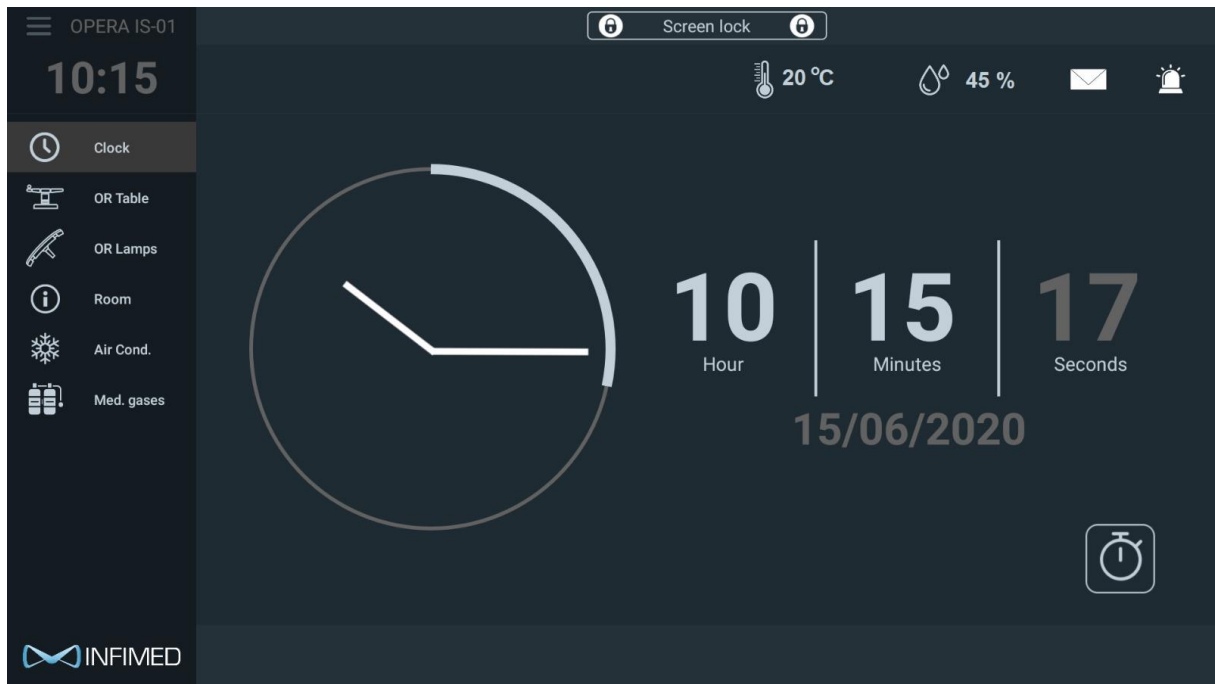 OPERA IS-01
Screen lock
10:15
20 °C
45 %
Clock
OR Table
OR Lamps
Room
Air Cond.
Med. gases
10
Hour
15
Minutes
17
Seconds
15/06/2020
INFIMED